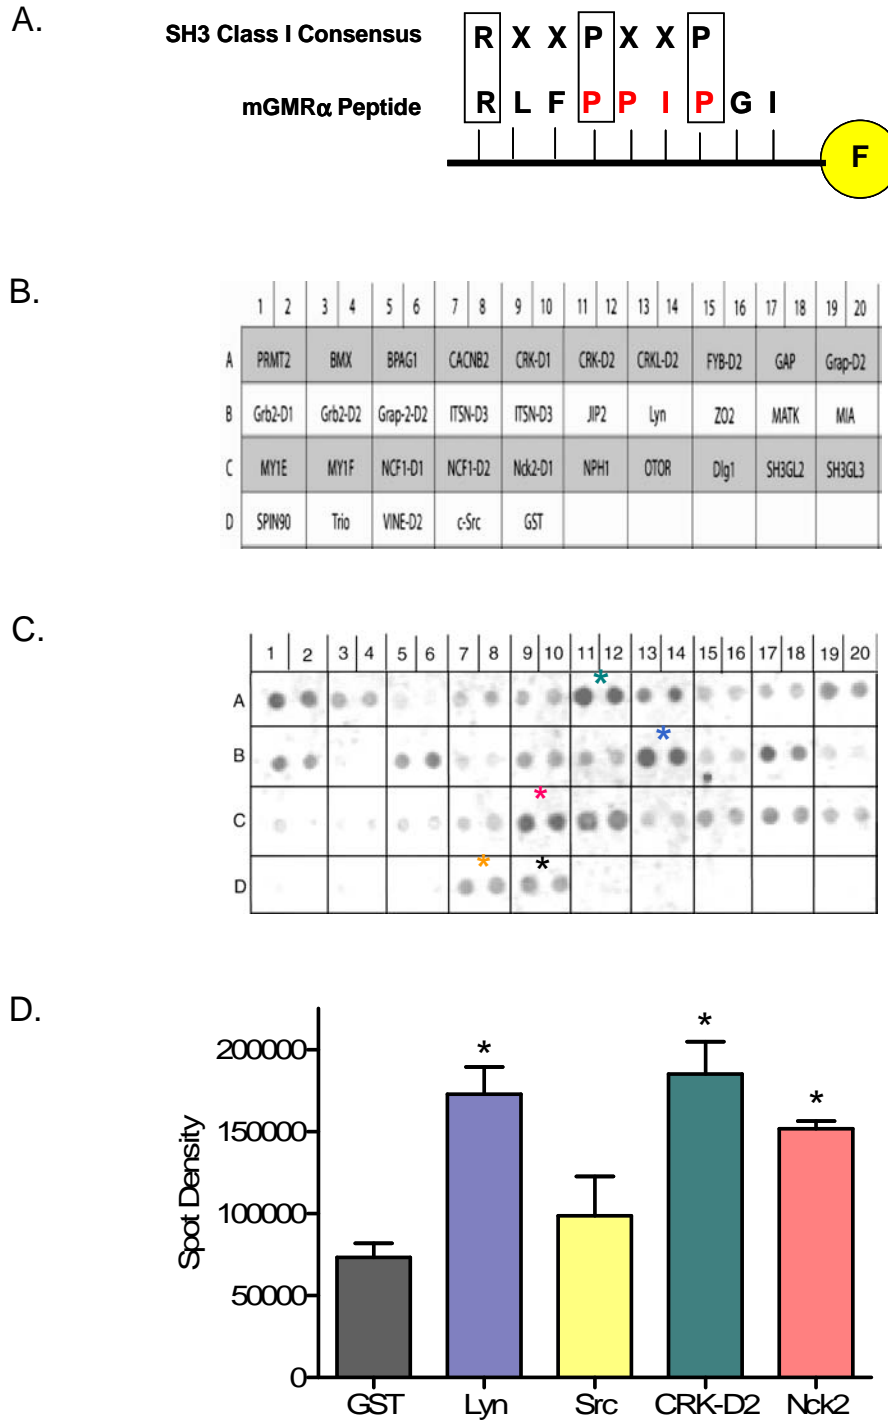 A.
SH3 Class I Consensus R X X P X X P
mGMRα Peptide R L F P P I P G I
F
B.
1 2 3 4 5 6 7 8 9 10 11 12 13 14 15 16 17 18 19 20
A PRMT2 BMX BPAG1 CACNB2 CRK-D1 CRK-D2 CRKL-D2 FYB-D2 GAP Grap-D2
B Grb2-D1 Grb2-D2 Grap-2-D2 ITSN-D3 ITSN-D3 JIP2 Lyn ZO2 MATK MIA
C MY1E MY1F NCF1-D1 NCF1-D2 Nck2-D1 NPH1 OTOR Dlg1 SH3GL2 SH3GL3
D SPIN90 Trio VINE-D2 c-Src GST
C.
1 2 3 4 5 6 7 8 9 10 11 12 13 14 15 16 17 18 19 20
*
A
*
B
*
C
* *
D
D.
200000
* * *
150000
100000
50000
0
Spot Density
GST Lyn Src CRK-D2 Nck2